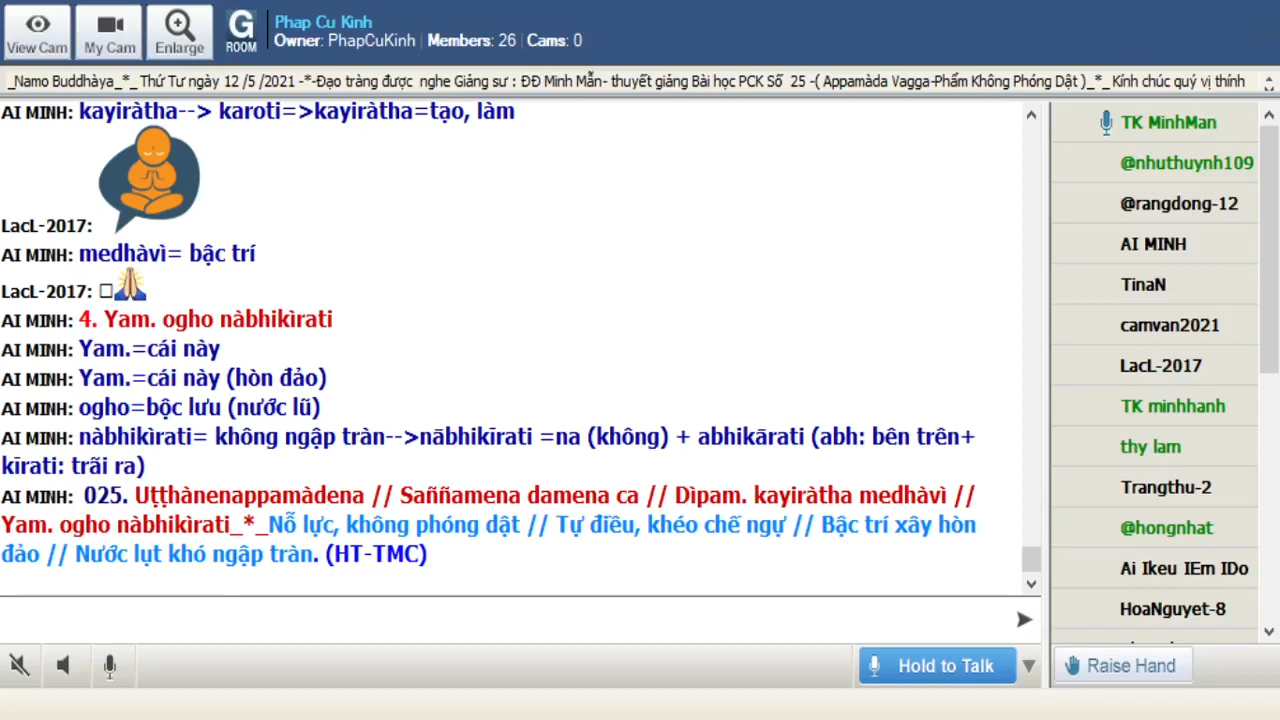 View Cam
My Cam
Enlarge
G
ROOM
Phap Cu Kinh
Owner: PhapCuKinh | Members: 26 | Cams: 0
_Namo Buddhàya_*_ Thứ Tư ngày 12 /5 /2021 -*-Đạo tràng được nghe Giảng sư : ĐĐ Minh Mẫn- thuyết giảng Bài học PCK Số 25 -( Appamàda Vagga-Phẩm Không Phóng Dật )_*_ Kính chúc quý vị thính
AI MINH: kayiràtha--> karoti=>kayiràtha=tạo, làm
LacL-2017:
AI MINH: medhàvì= bậc trí
LacL-2017:
AI MINH: 4. Yam. ogho nàbhikìrati
AI MINH: Yam.=cái này
AI MINH: Yam.=cái này (hòn đảo)
AI MINH: ogho=bộc lưu (nước lũ)
AI MINH: nàbhikìrati= không ngập tràn-->nābhikīrati =na (không) + abhikārati (abh: bên trên+
kīrati: trãi ra)
AI MINH: 025. Uṭṭhànenappamàdena // Saññamena damena ca // Dìpam. kayiràtha medhàvì //
Yam. ogho nàbhikìrati_*_Nỗ lực, không phóng dật // Tự điều, khéo chế ngự // Bậc trí xây hòn
đảo // Nước lụt khó ngập tràn. (HT-TMC)
TK MinhMan
@nhuthuynh109
@rangdong-12
AI MINH
TinaN
camvan2021
LacL-2017
TK minhhanh
thy lam
Trangthu-2
@hongnhat
Ai Ikeu IEm IDo
HoaNguyet-8
Hold to Talk
Raise Hand